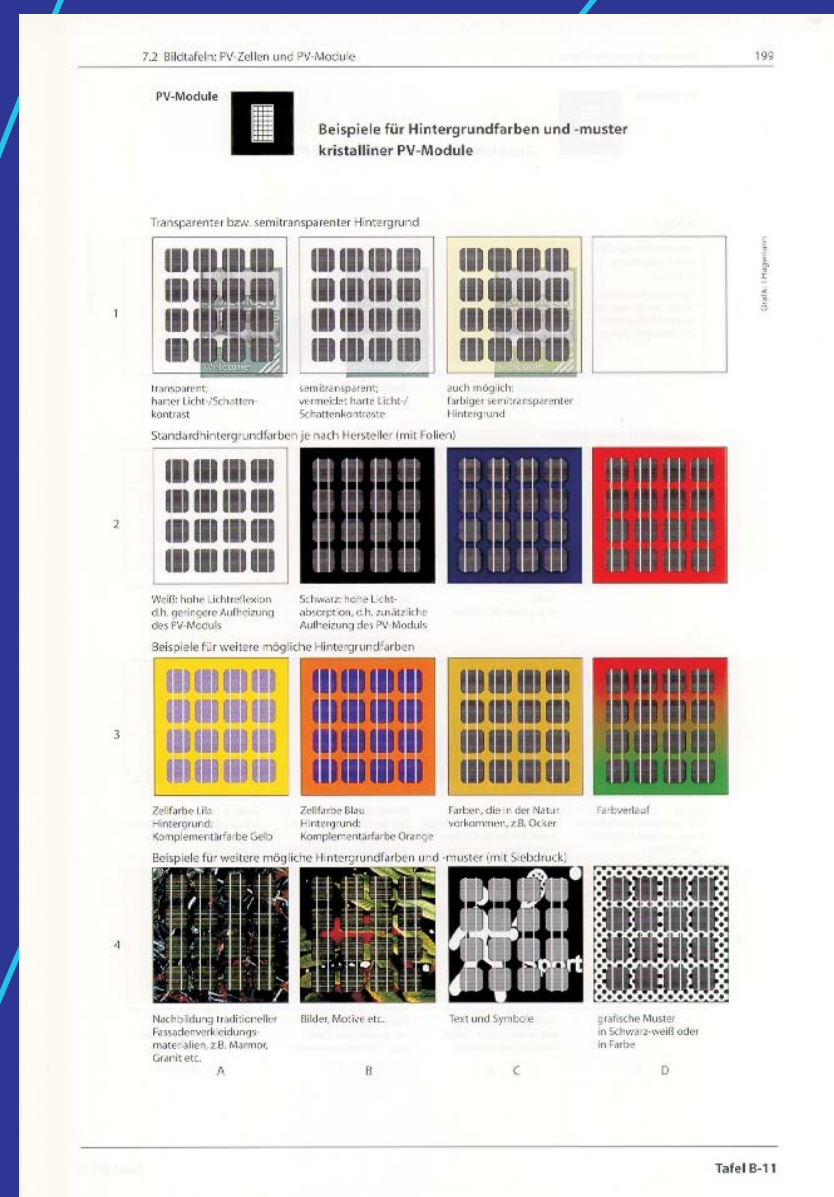 7.2 Bildtafeln: PV-Zellen und PV-Module
199
PV-Module
Beispiele für Hintergrundfarben und -muster
kristalliner PV-Module
Transparenter bzw. semitransparenter Hintergrund
Grafik: I.Hagemann
1
Welcome
Welcome
transparent;
harter Licht-/Schatten-
kontrast
semitransparent;
vermeidet harte Licht-/
Schattenkontraste
auch möglich:
farbiger semitransparenter
Hintergrund
Standardhintergrundfarben je nach Hersteller (mit Folien)
2
Weiß: hohe Lichtreflexion
d.h. geringere Aufheizung
des PV-Moduls
Schwarz: hohe Licht-
absorption, d.h. zusätzliche
Aufheizung des PV-Moduls
Beispiele für weitere mögliche Hintergrundfarben
3
Zellfarbe Lila
Hintergrund:
Komplementärfarbe Gelb
Zellfarbe Blau
Hintergrund:
Komplementärfarbe Orange
Farben, die in der Natur
vorkommen, z.B. Ocker
Farbverlauf
Beispiele für weitere mögliche Hintergrundfarben und -muster (mit Siebdruck)
4
port
Nachbildung traditioneller
Fassadenverkleidungs-
materialien, z.B. Marmor,
Granit etc.
Bilder, Motive etc.
Text und Symbole
grafische Muster
in Schwarz-weiß oder
in Farbe
A
B
C
D
Tafel B-11